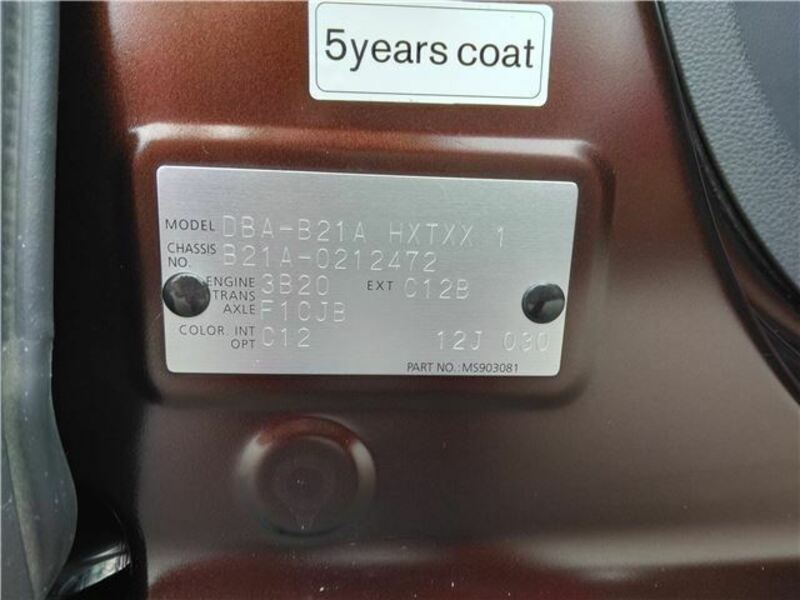 5years coat
MODEL DBA-B21A HXTXX 1
CHASSIS NO. B21A-0212472
ENGINE 3B20 EXT C12B
TRANS AXLE F1CJB
COLOR. INT OPT C12 12J 030
PART NO.: MS903081